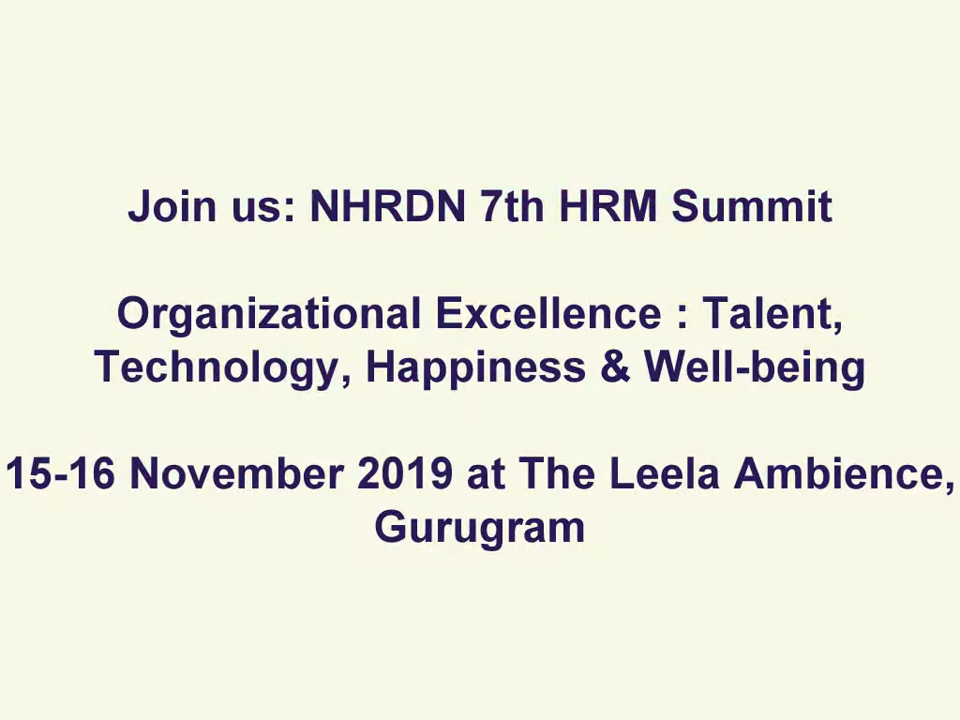 Join us: NHRDN 7th HRM Summit
Organizational Excellence : Talent,
Technology, Happiness & Well-being
15-16 November 2019 at The Leela Ambience,
Gurugram